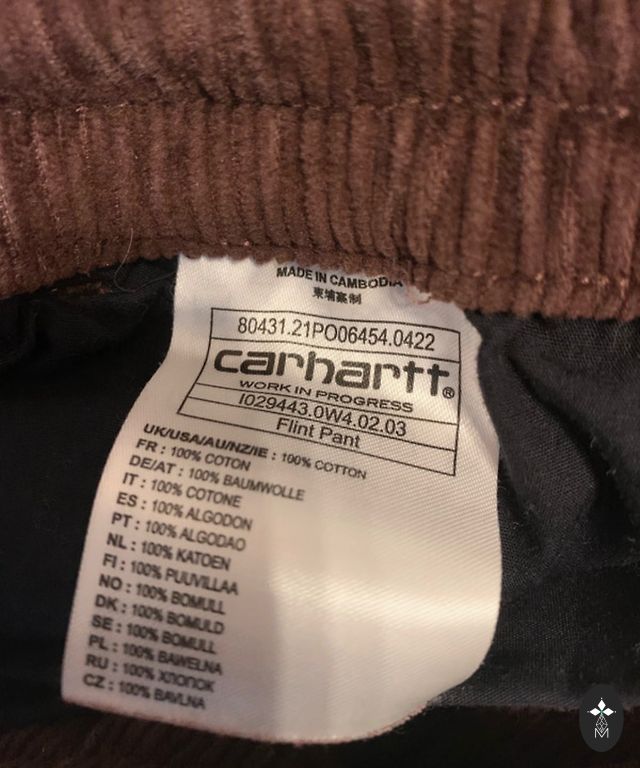 MADE IN CAMBODIA
柬埔寨制
80431.21PO06454.0422
carhartt®
WORK IN PROGRESS
I029443.0W4.02.03
Flint Pant
UK/USA/AU/NZ/IE : 100% COTTON
FR : 100% COTON
DE/AT : 100% BAUMWOLLE
IT : 100% COTONE
ES : 100% ALGODON
PT : 100% ALGODAO
NL : 100% KATOEN
FI : 100% PUUVILLAA
NO : 100% BOMULL
DK : 100% BOMULD
SE : 100% BOMULL
PL : 100% BAWELNA
RU : 100% ХЛОПОК
CZ : 100% BAVLNA
M